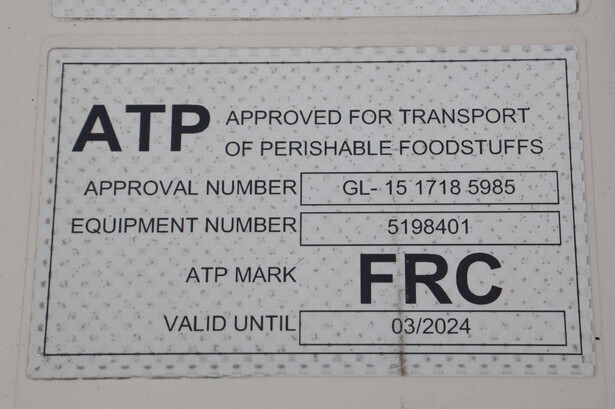 ATP APPROVED FOR TRANSPORT
OF PERISHABLE FOODSTUFFS
APPROVAL NUMBER GL- 15 1718 5985
EQUIPMENT NUMBER 5198401
ATP MARK FRC
VALID UNTIL 03/2024